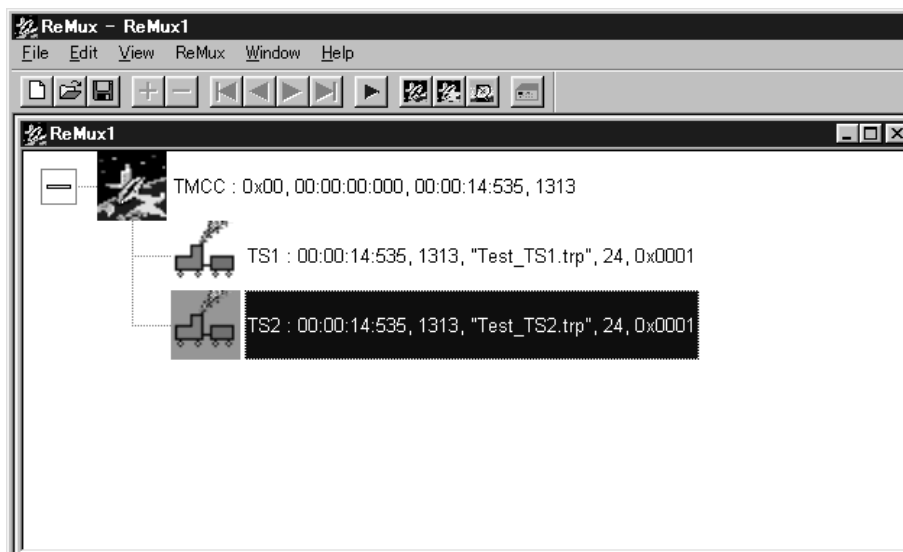 ReMux - ReMux1
File Edit View ReMux Window Help
ReMux1
TMCC : 0x00, 00:00:00:000, 00:00:14:535, 1313
TS1 : 00:00:14:535, 1313, "Test_TS1.trp", 24, 0x0001
TS2 : 00:00:14:535, 1313, "Test_TS2.trp", 24, 0x0001